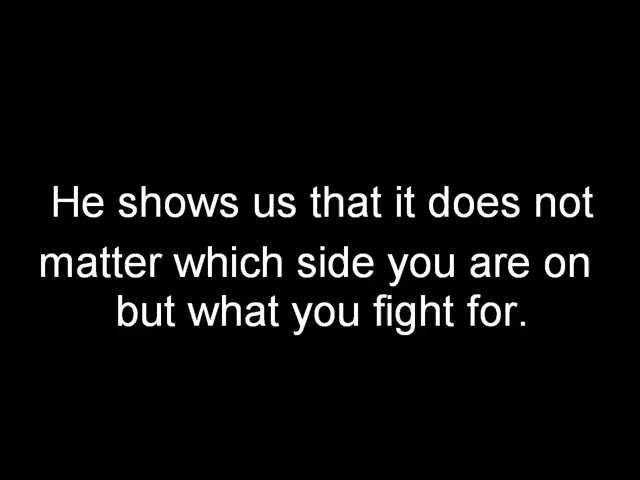 He shows us that it does not
matter which side you are on
but what you fight for.